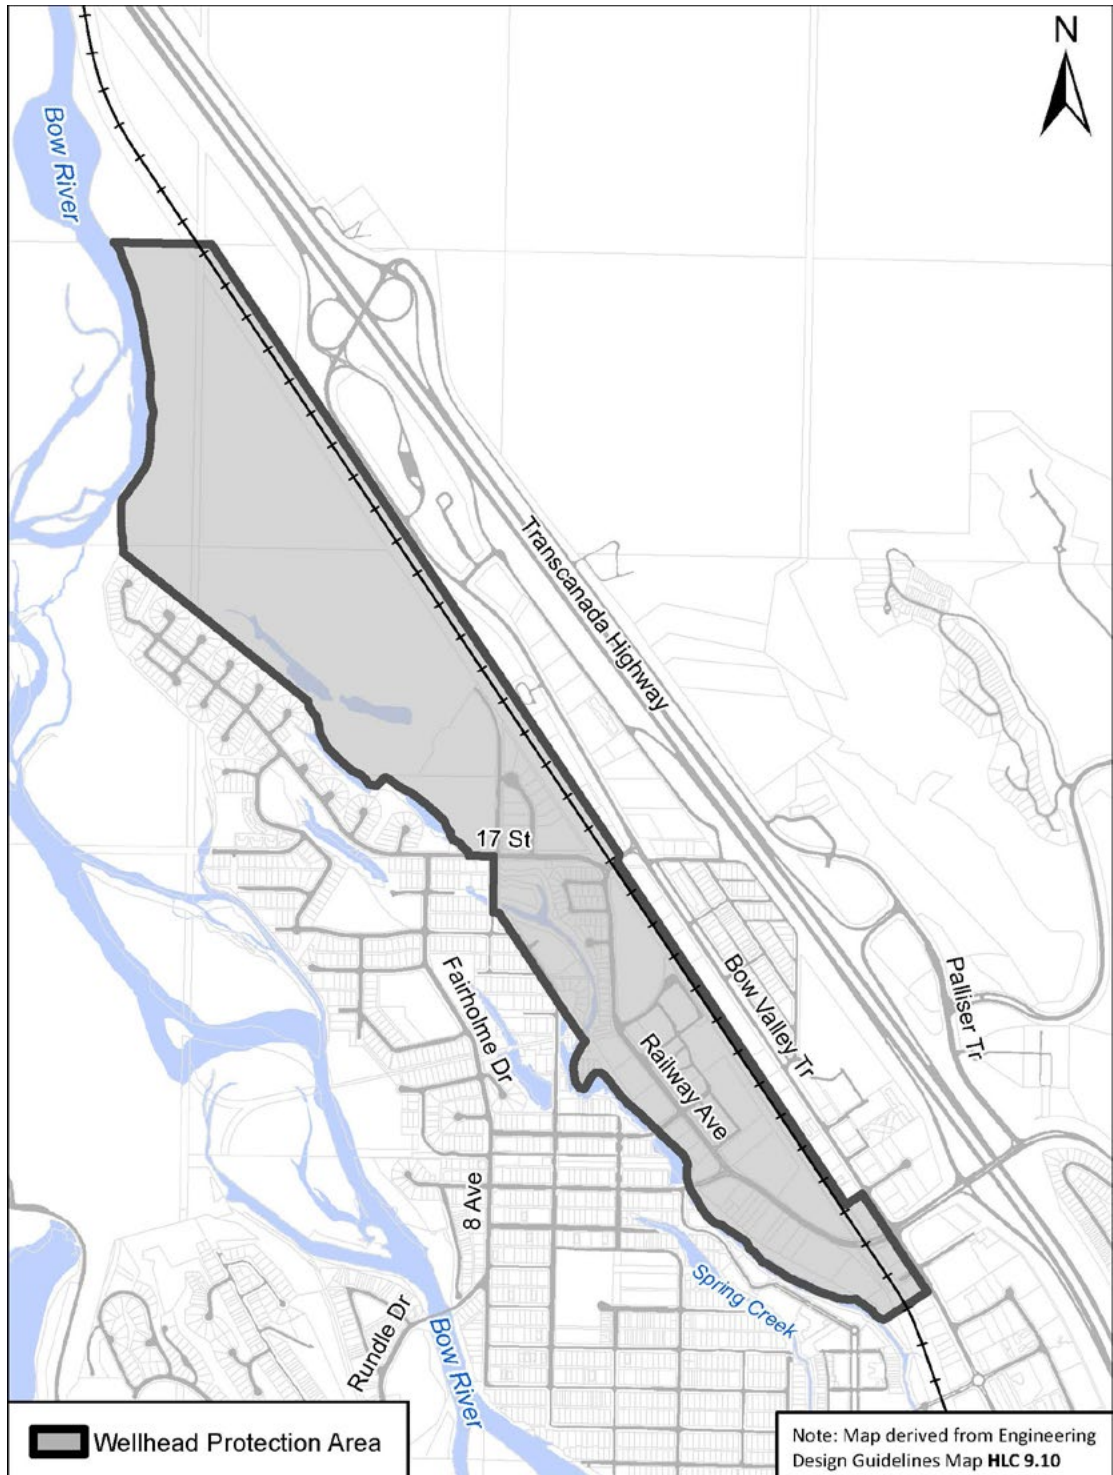 N
Bow River
Transcanada Highway
17 St
Fairholme Dr
Bow Valley Tr
Palliser Tr
Railway Ave
8 Ave
Spring Creek
Rundle Dr
Bow River
Wellhead Protection Area
Note: Map derived from Engineering
Design Guidelines Map HLC 9.10